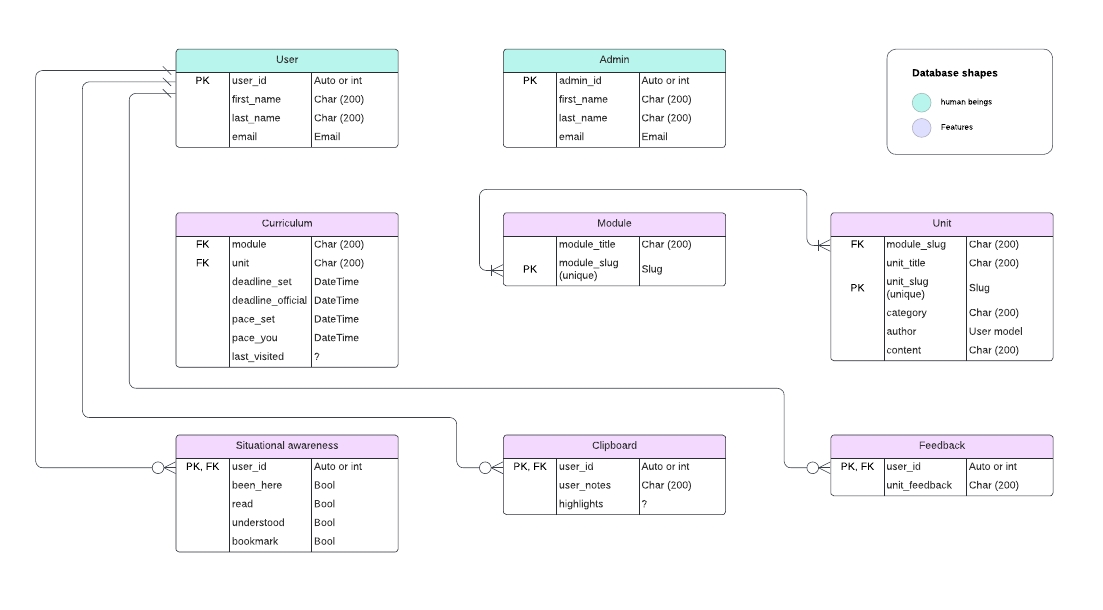 User
PK user_id Auto or int
first_name Char (200)
last_name Char (200)
email Email
Admin
PK admin_id Auto or int
first_name Char (200)
last_name Char (200)
email Email
Database shapes
human beings
Features
Curriculum
FK module Char (200)
FK unit Char (200)
deadline_set DateTime
deadline_official DateTime
pace_set DateTime
pace_you DateTime
last_visited ?
Module
module_title Char (200)
PK module_slug Slug
(unique)
Unit
FK module_slug Char (200)
unit_title Char (200)
PK unit_slug Slug
(unique)
category Char (200)
author User model
content Char (200)
Situational awareness
PK, FK user_id Auto or int
been_here Bool
read Bool
understood Bool
bookmark Bool
Clipboard
PK, FK user_id Auto or int
user_notes Char (200)
highlights ?
Feedback
PK, FK user_id Auto or int
unit_feedback Char (200)